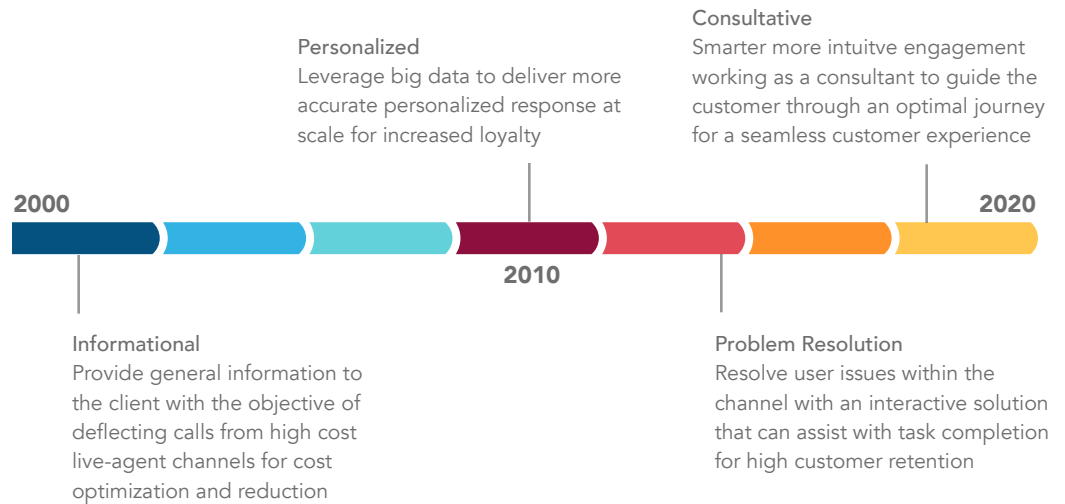 Consultative
Smarter more intuitve engagement
working as a consultant to guide the
customer through an optimal journey
for a seamless customer experience
Personalized
Leverage big data to deliver more
accurate personalized response at
scale for increased loyalty
2000
2020
2010
Informational
Provide general information to
the client with the objective of
deflecting calls from high cost
live-agent channels for cost
optimization and reduction
Problem Resolution
Resolve user issues within the
channel with an interactive solution
that can assist with task completion
for high customer retention